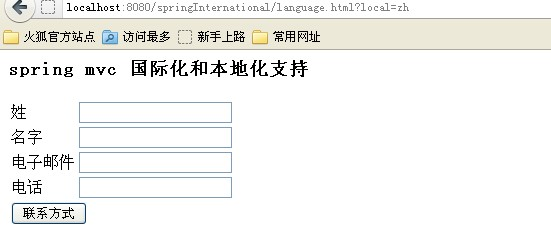 localhost:8080/springInternational/language.html?local=zh
火狐官方站点 访问最多 新手上路 常用网址
spring mvc 国际化和本地化支持
姓
名字
电子邮件
电话
联系方式